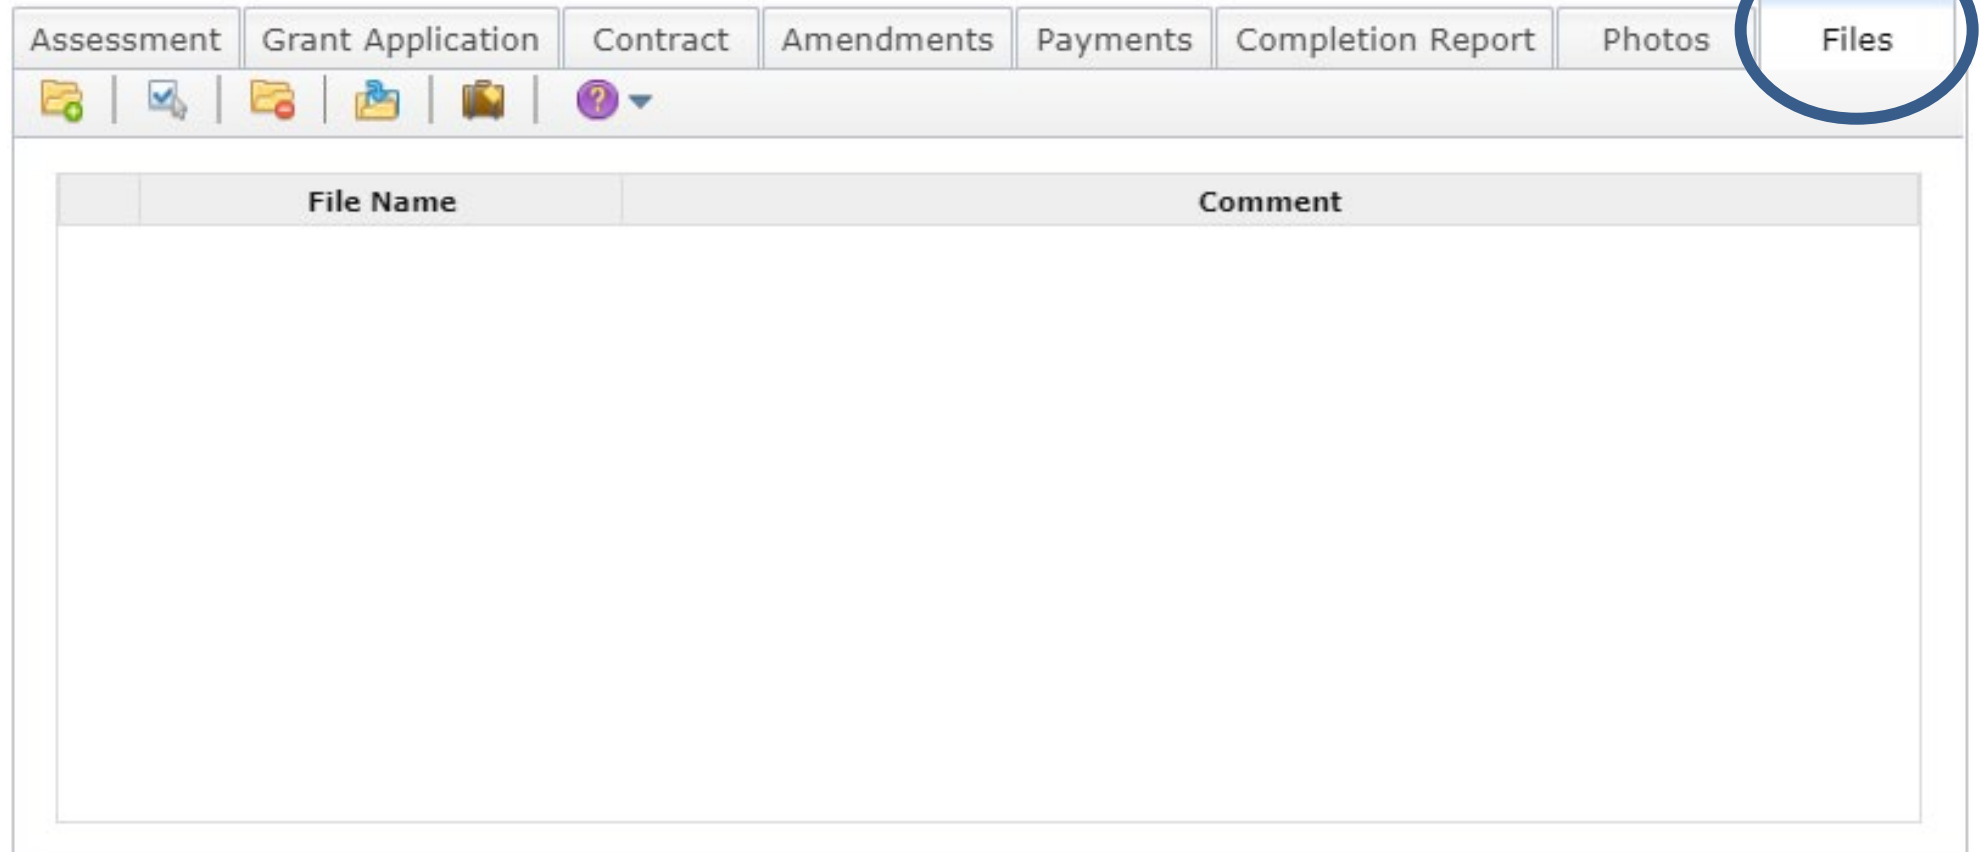 Assessment Grant Application Contract Amendments Payments Completion Report Photos Files
?
File Name Comment